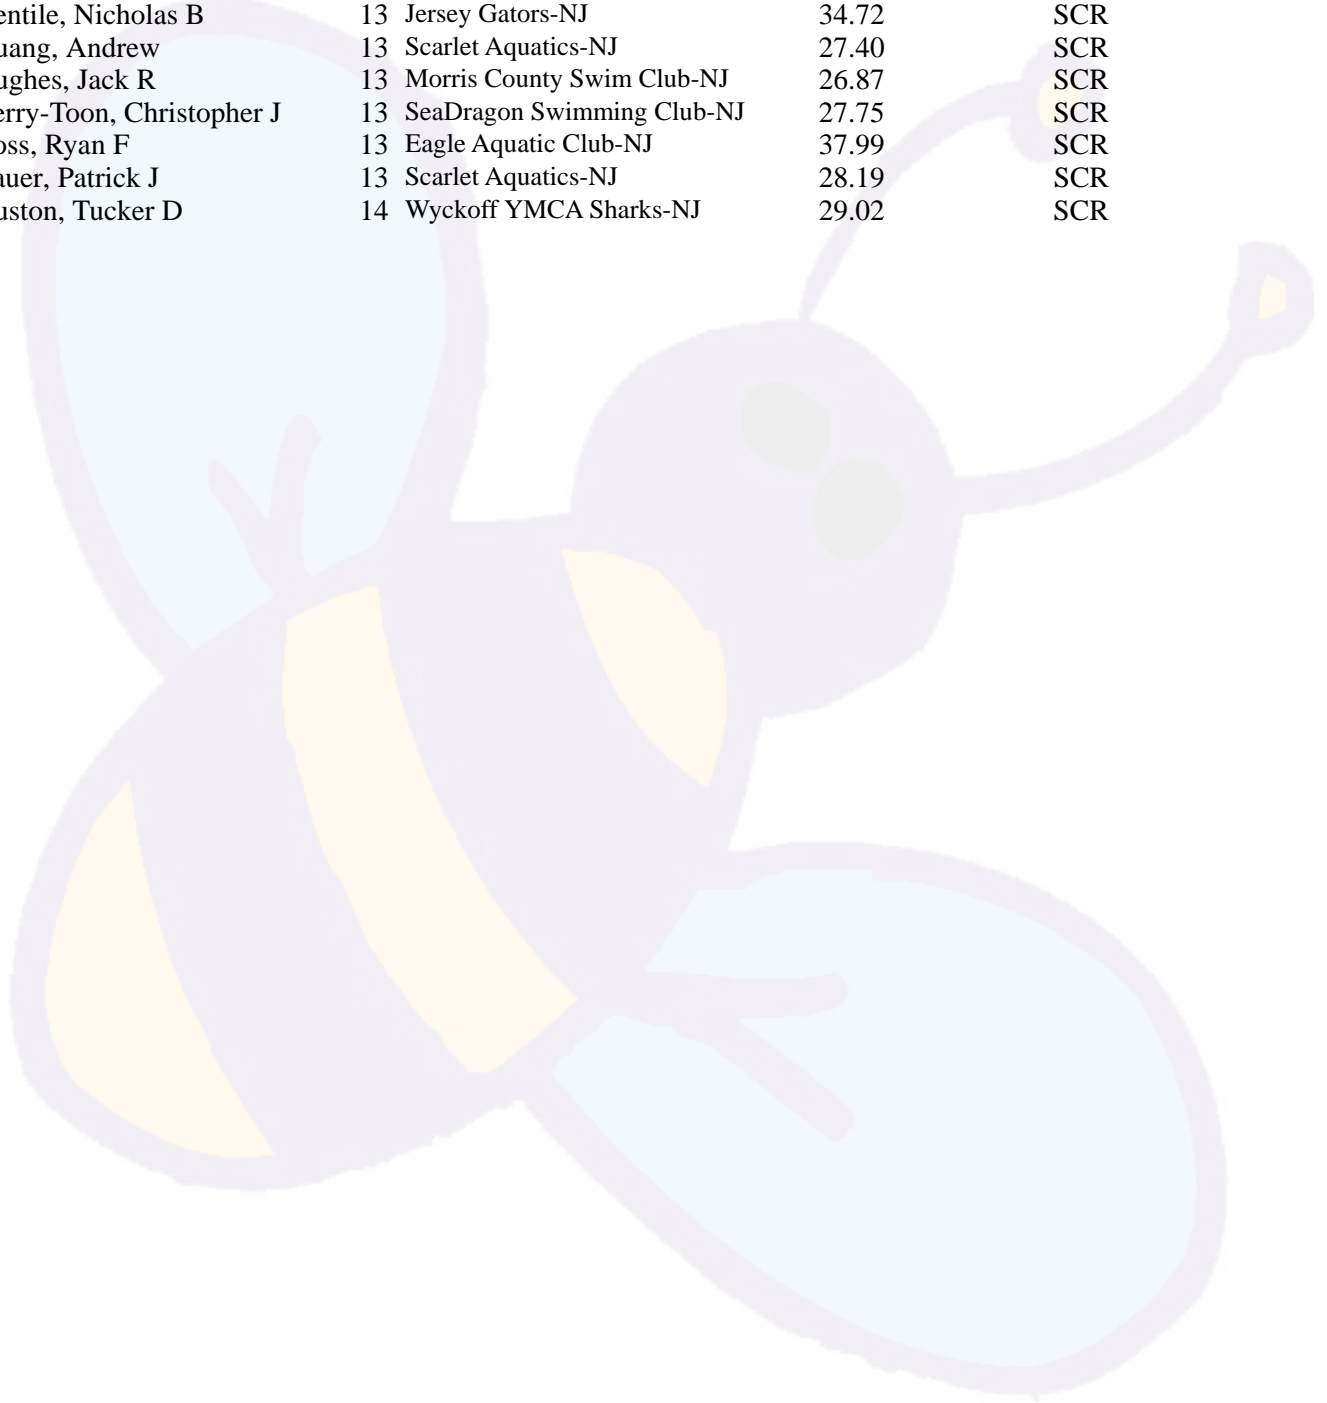 entile, Nicholas B 13 Jersey Gators-NJ 34.72 SCR
uang, Andrew 13 Scarlet Aquatics-NJ 27.40 SCR
ughes, Jack R 13 Morris County Swim Club-NJ 26.87 SCR
erry-Toon, Christopher J 13 SeaDragon Swimming Club-NJ 27.75 SCR
oss, Ryan F 13 Eagle Aquatic Club-NJ 37.99 SCR
auer, Patrick J 13 Scarlet Aquatics-NJ 28.19 SCR
uston, Tucker D 14 Wyckoff YMCA Sharks-NJ 29.02 SCR